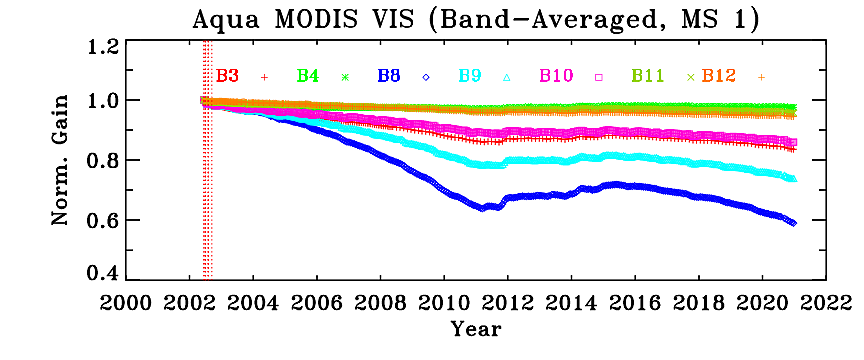 Aqua MODIS VIS (Band-Averaged, MS 1)
1.2
B3 B4 B8 B9 B10 B11 B12
1.0
0.8
0.6
0.4
Norm. Gain
2000 2002 2004 2006 2008 2010 2012 2014 2016 2018 2020 2022
Year